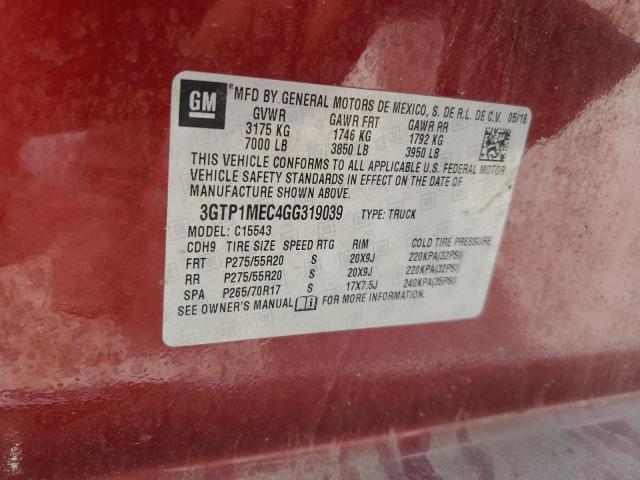 GM
MFD BY GENERAL MOTORS DE MEXICO, S. DE R.L. DE C.V. 05/16
GVWR GAWR FRT GAWR RR
3175 KG 1746 KG 1792 KG
7000 LB 3850 LB 3950 LB
THIS VEHICLE CONFORMS TO ALL APPLICABLE U.S. FEDERAL MOTOR
VEHICLE SAFETY STANDARDS IN EFFECT ON THE DATE OF
MANUFACTURE SHOWN ABOVE.
3GTP1MEC4GG319039 TYPE: TRUCK
MODEL: C15543
CDH9 TIRE SIZE SPEED RTG RIM COLD TIRE PRESSURE
FRT P275/55R20 S 20X9J 220KPA(32PSI)
RR P275/55R20 S 20X9J 220KPA(32PSI)
SPA P265/70R17 S 17X7.5J 240KPA(35PSI)
SEE OWNER'S MANUAL FOR MORE INFORMATION.